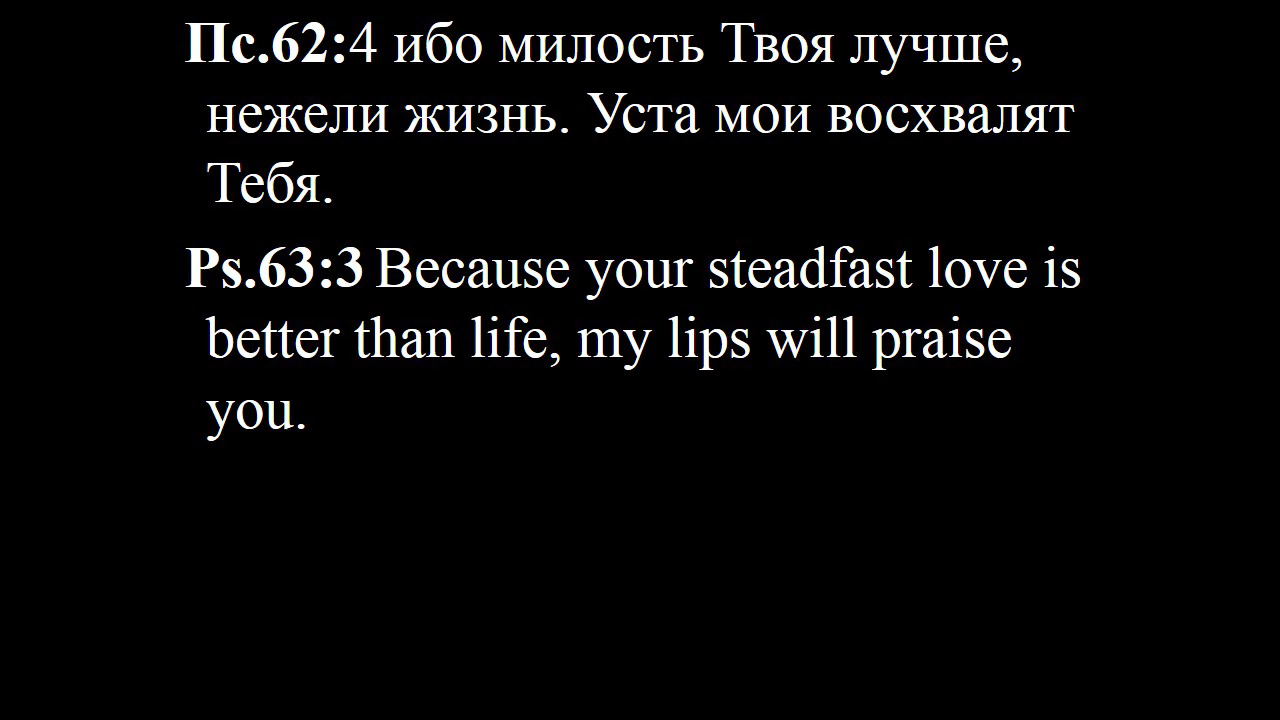 Пс.62:4 ибо милость Твоя лучше,
нежели жизнь. Уста мои восхвалят
Тебя.
Ps.63:3 Because your steadfast love is
better than life, my lips will praise
you.